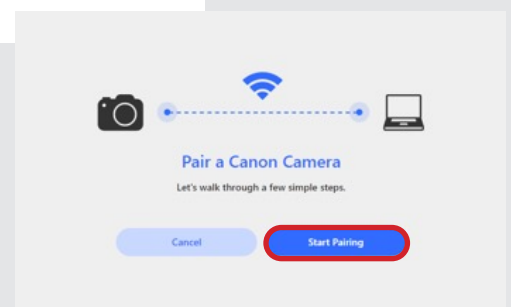 Pair a Canon Camera
Let's walk through a few simple steps.
Cancel
Start Pairing